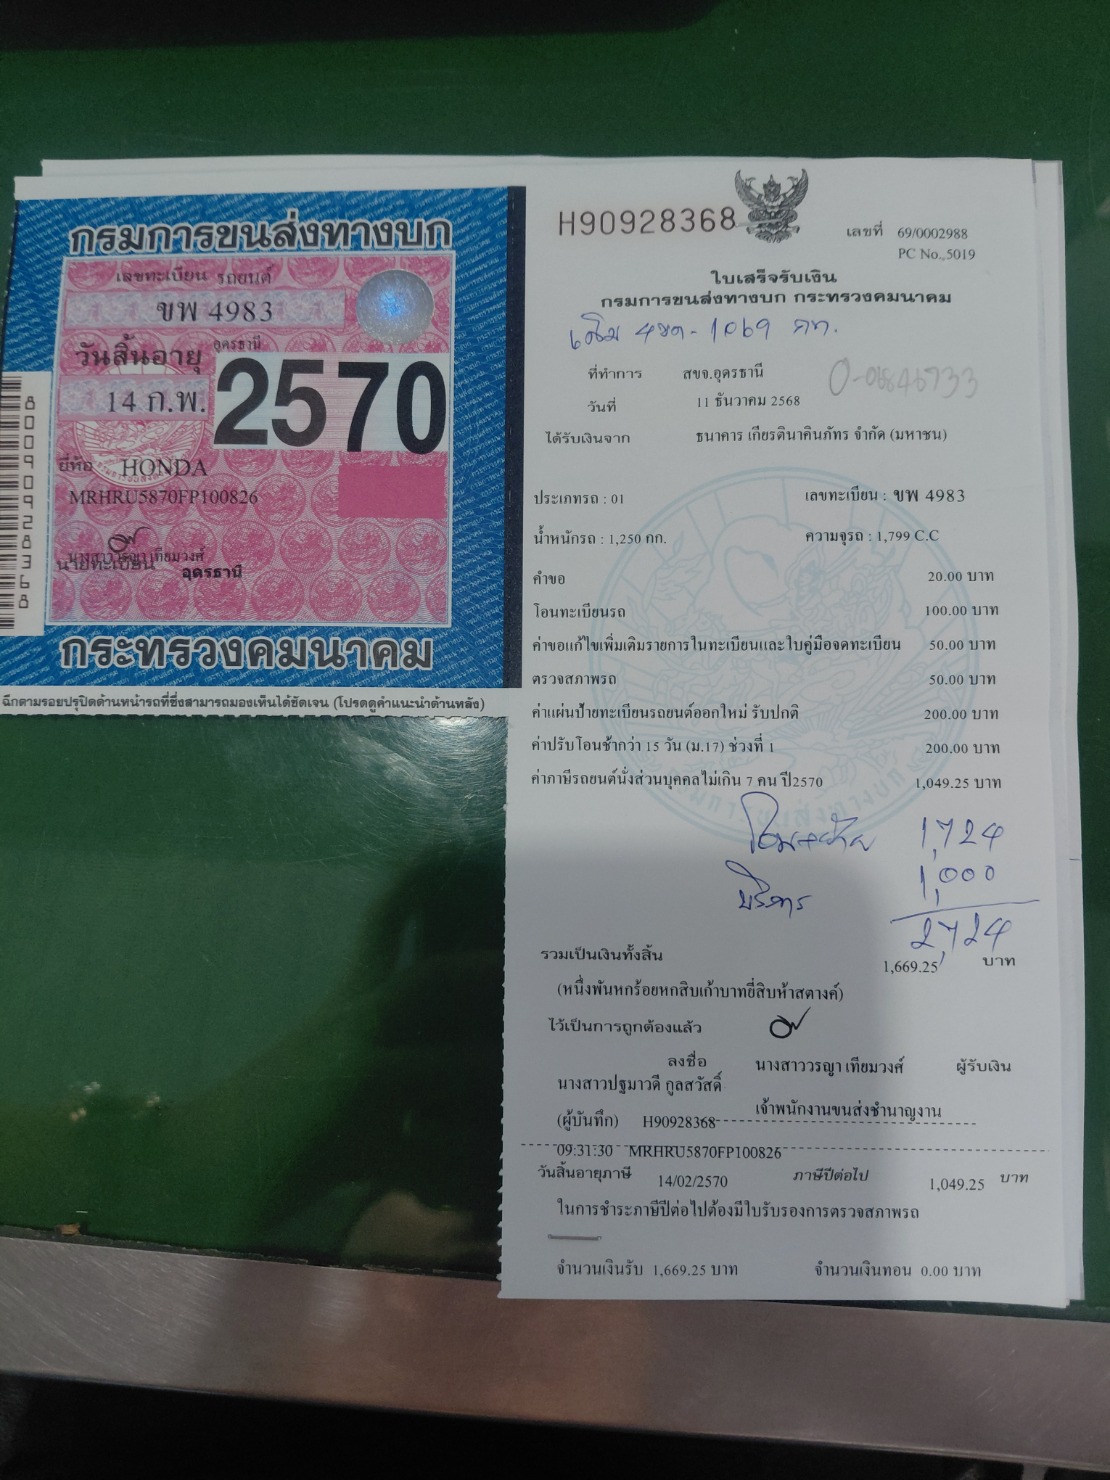 กรมการขนส่งทางบก
เลขทะเบียน รถยนต์
ขพ 4983
วันสิ้นอายุ อุดรธานี
14 ก.พ. 2570
ยี่ห้อ HONDA
MRHRU5870FP100826
นางสาววรญา เทียมวงศ์
นายทะเบียน อุดรธานี
กระทรวงคมนาคม
ฉีกตามรอยปรุปิดด้านหน้ารถที่ซึ่งสามารถมองเห็นได้ชัดเจน (โปรดดูคำแนะนำด้านหลัง)
80090928368
H90928368
เลขที่ 69/0002988
PC No.,5019
ใบเสร็จรับเงิน
กรมการขนส่งทางบก กระทรวงคมนาคม
กท.
ที่ทำการ สขจ.อุดรธานี
วันที่ 11 ธันวาคม 2568
ได้รับเงินจาก ธนาคาร เกียรตินาคินภัทร จำกัด (มหาชน)
ประเภทรถ : 01 เลขทะเบียน : ขพ 4983
น้ำหนักรถ : 1,250 กก. ความจุรถ : 1,799 C.C
คำขอ 20.00 บาท
โอนทะเบียนรถ 100.00 บาท
ค่าขอแก้ไขเพิ่มเติมรายการในทะเบียนและใบคู่มือจดทะเบียน 50.00 บาท
ตรวจสภาพรถ 50.00 บาท
ค่าแผ่นป้ายทะเบียนรถยนต์ออกใหม่ รับปกติ 200.00 บาท
ค่าปรับโอนช้ากว่า 15 วัน (ม.17) ช่วงที่ 1 200.00 บาท
ค่าภาษีรถยนต์นั่งส่วนบุคคลไม่เกิน 7 คน ปี2570 1,049.25 บาท
1,724
บริการ 1,000
2,724
รวมเป็นเงินทั้งสิ้น 1,669.25 บาท
(หนึ่งพันหกร้อยหกสิบเก้าบาทยี่สิบห้าสตางค์)
ไว้เป็นการถูกต้องแล้ว
ลงชื่อ นางสาววรญา เทียมวงศ์ ผู้รับเงิน
นางสาวปฐมาวดี กูลสวัสดิ์
เจ้าพนักงานขนส่งชำนาญงาน
(ผู้บันทึก) H90928368
09:31:30 MRHRU5870FP100826
วันสิ้นอายุภาษี 14/02/2570 ภาษีปีต่อไป 1,049.25 บาท
ในการชำระภาษีปีต่อไปต้องมีใบรับรองการตรวจสภาพรถ
จำนวนเงินรับ 1,669.25 บาท จำนวนเงินทอน 0.00 บาท